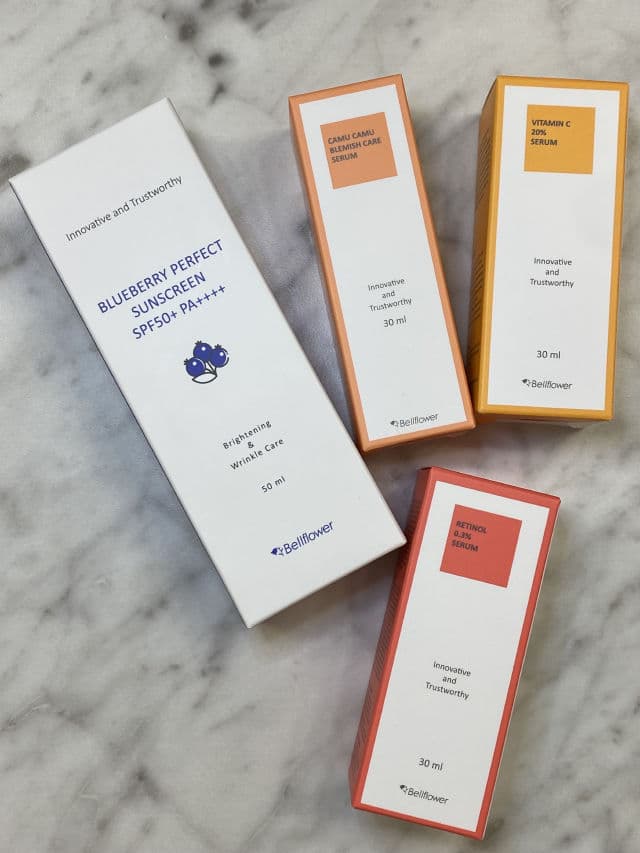 Innovative and Trustworthy
BLUEBERRY PERFECT
SUNSCREEN
SPF50+ PA++++
Brightening
&
Wrinkle Care
50 ml
Bellflower
CAMU CAMU
BLEMISH CARE
SERUM
Innovative
and
Trustworthy
30 ml
Bellflower
VITAMIN C
20%
SERUM
Innovative
and
Trustworthy
30 ml
Bellflower
RETINOL
0.3%
SERUM
Innovative
and
Trustworthy
30 ml
Bellflower